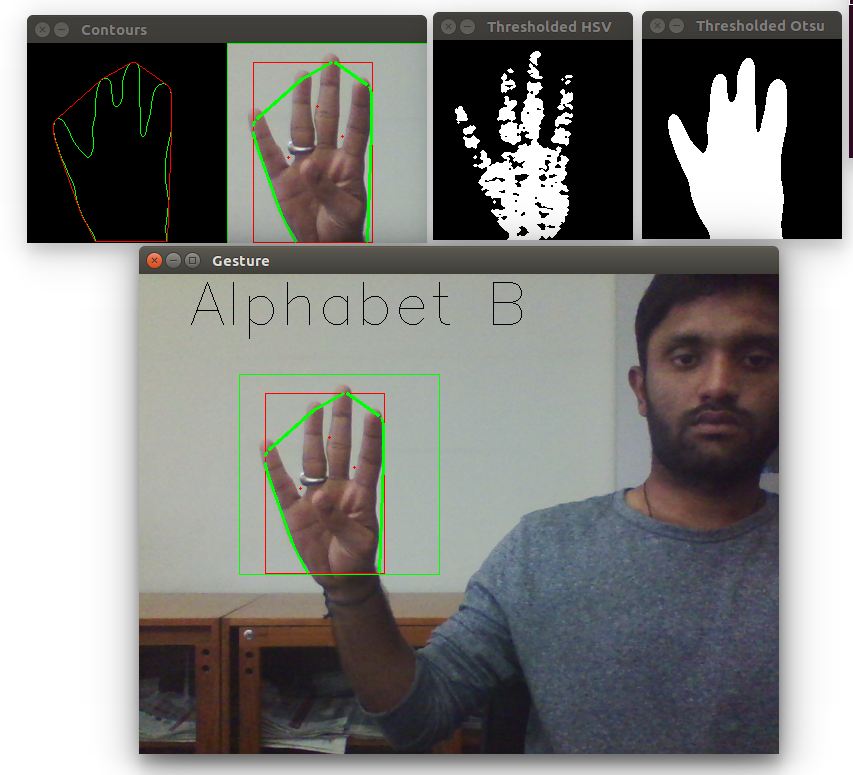 Contours
Thresholded HSV
Thresholded Otsu
Gesture
Alphabet B